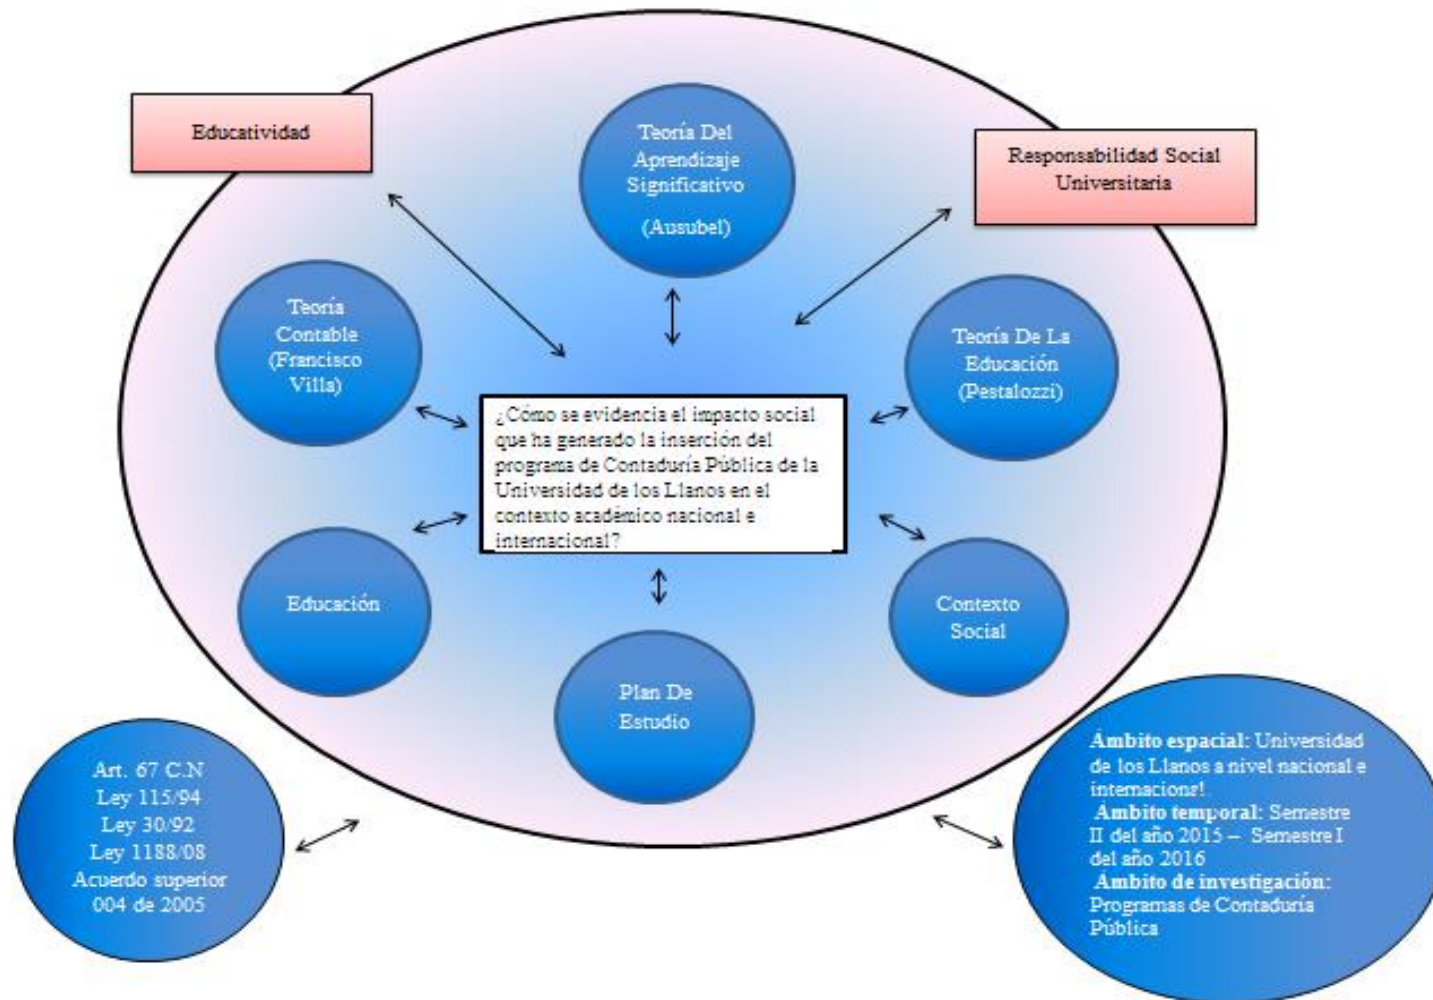 Educatividad
Teoría Del
Aprendizaje
Significativo
(Ausubel)
Responsabilidad Social
Universitaria
Teoría
Contable
(Francisco
Villa)
Teoría De La
Educación
(Pestalozzi)
¿Cómo se evidencia el impacto social
que ha generado la inserción del
programa de Contaduría Pública de la
Universidad de los Llanos en el
contexto académico nacional e
internacional?
Educación
Contexto
Social
Plan De
Estudio
Art. 67 C.N
Ley 115/94
Ley 30/92
Ley 1188/08
Acuerdo superior
004 de 2005
Ámbito espacial: Universidad
de los Llanos a nivel nacional e
internacional
Ámbito temporal: Semestre
II del año 2015 – Semestre I
del año 2016
Ámbito de investigación:
Programas de Contaduría
Pública